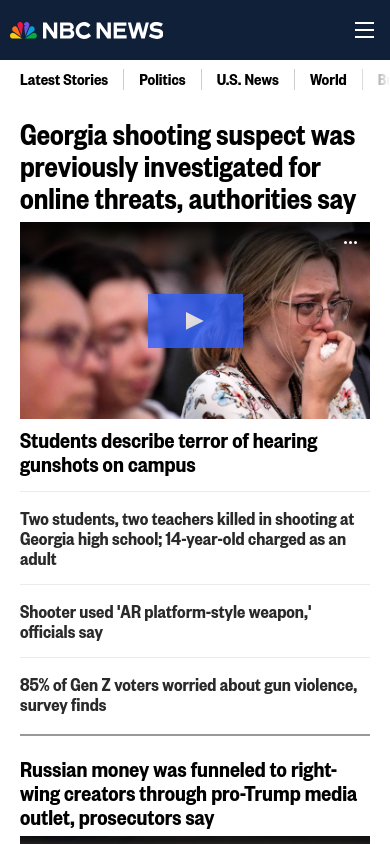 NBC NEWS
Latest Stories
Politics
U.S. News
World
Georgia shooting suspect was
previously investigated for
online threats, authorities say
Students describe terror of hearing
gunshots on campus
Two students, two teachers killed in shooting at
Georgia high school; 14-year-old charged as an
adult
Shooter used 'AR platform-style weapon,'
officials say
85% of Gen Z voters worried about gun violence,
survey finds
Russian money was funneled to right-
wing creators through pro-Trump media
outlet, prosecutors say